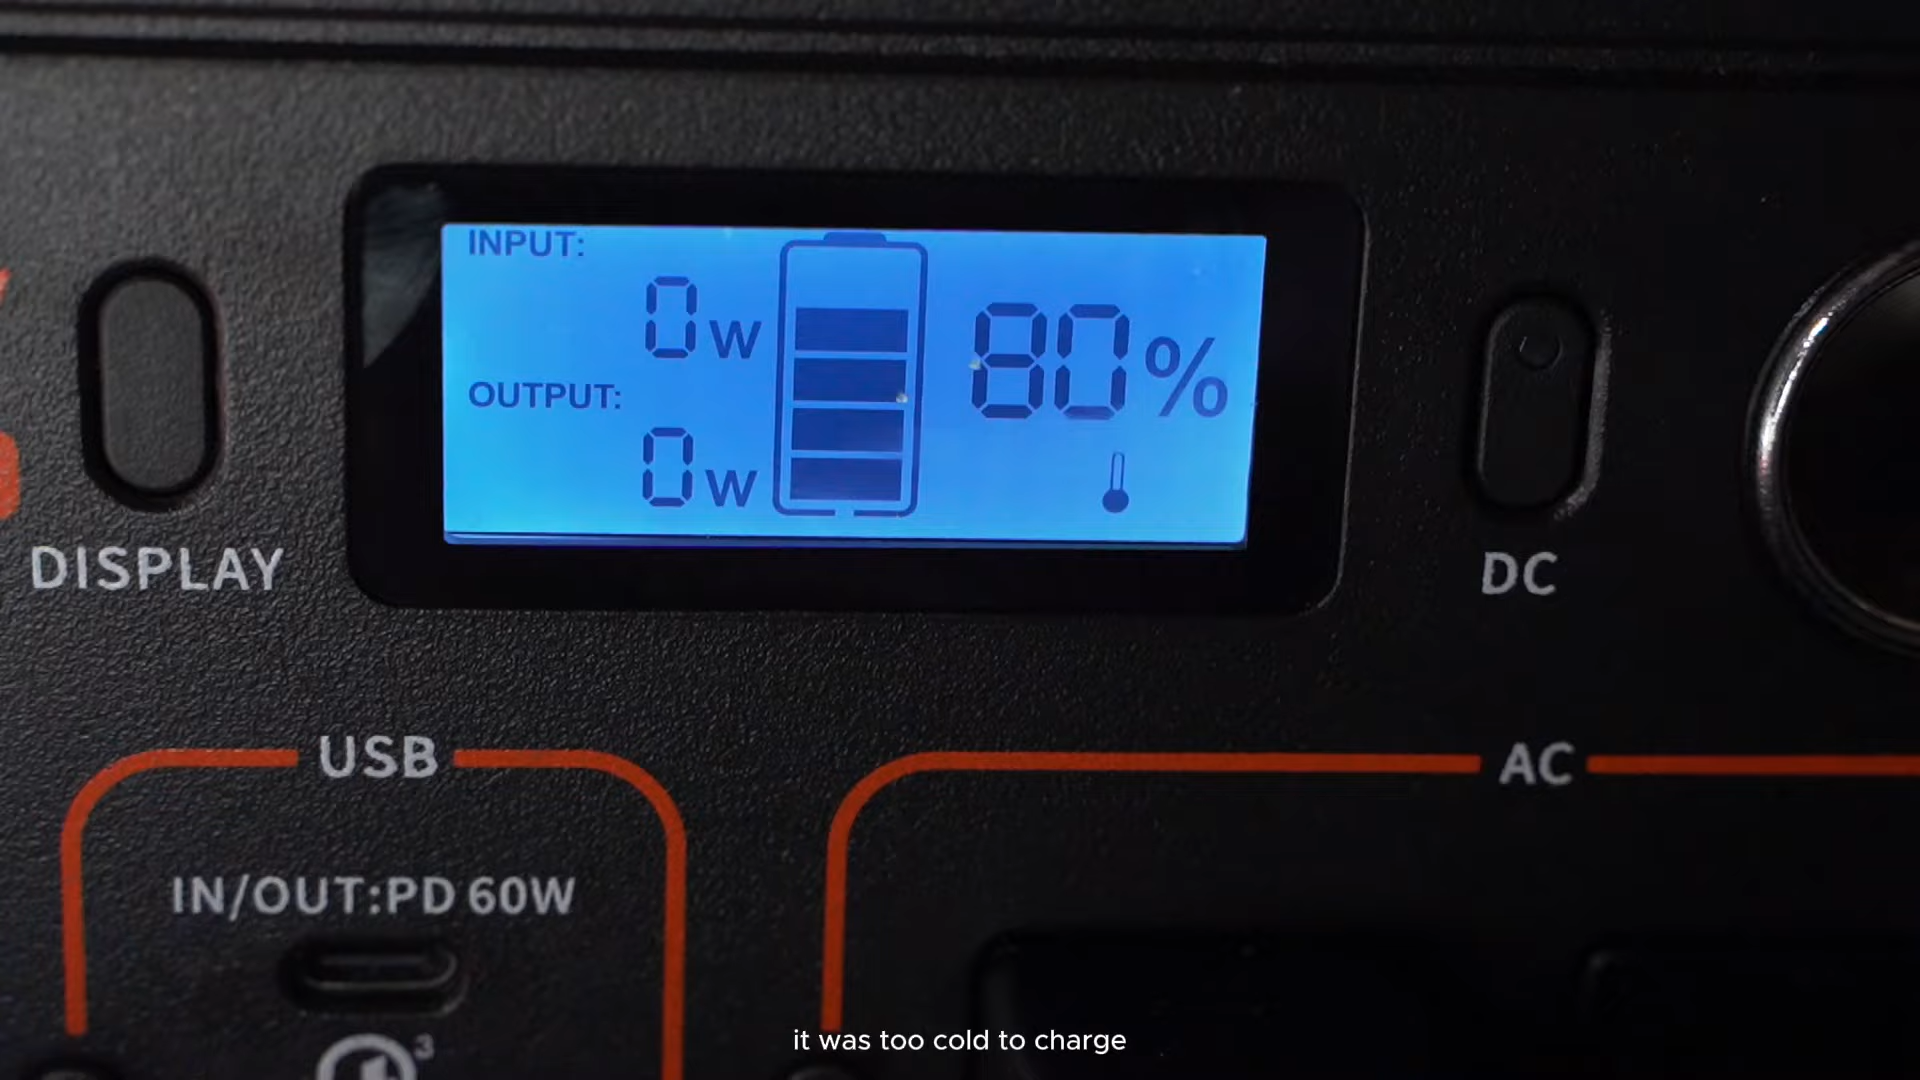 INPUT:
0W
80%
OUTPUT:
0W
DISPLAY
DC
USB
AC
IN/OUT:PD 60W
3
it was too cold to charge